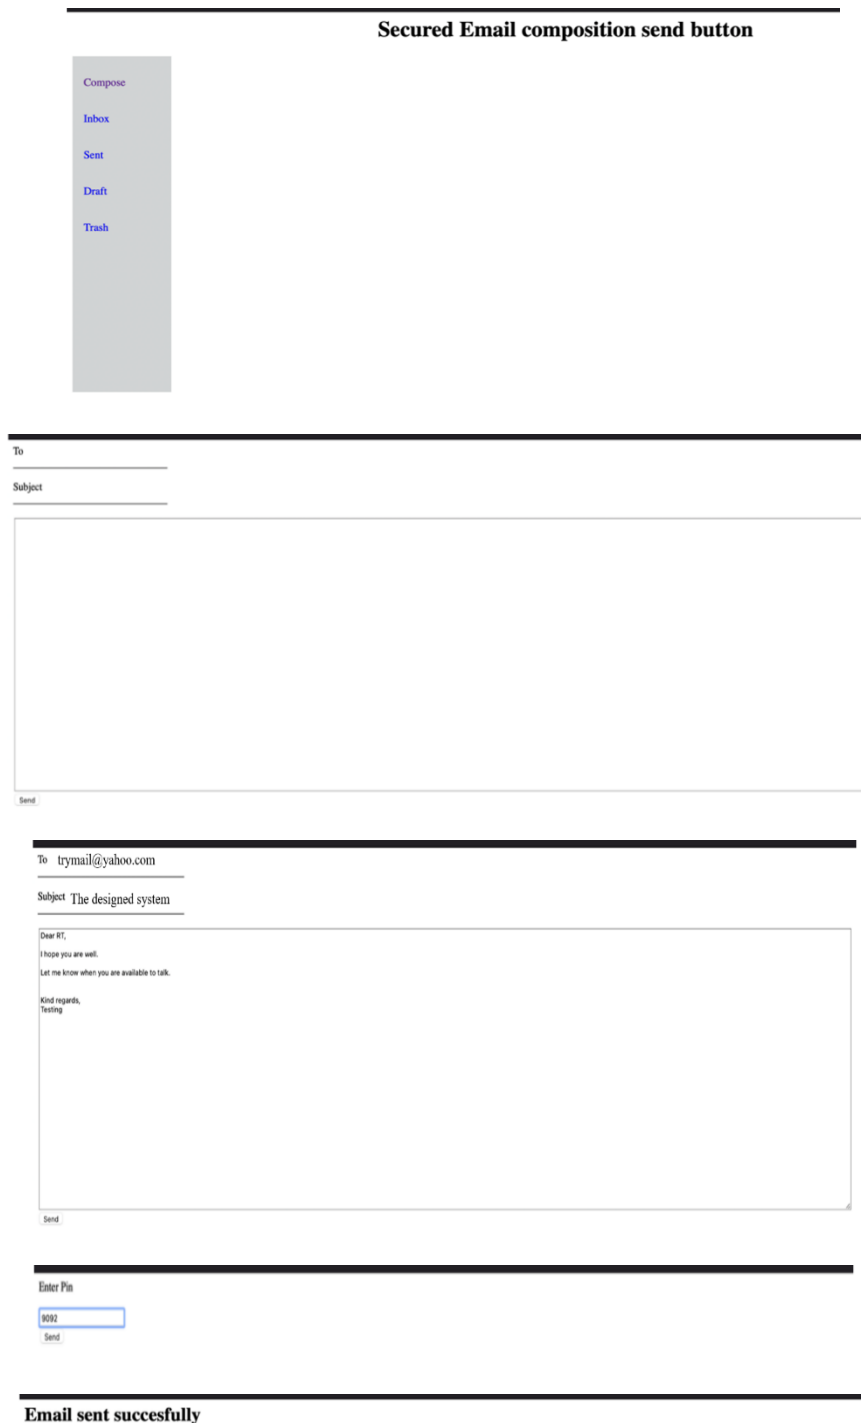 Secured Email composition send button
Compose
Inbox
Sent
Draft
Trash
To
Subject
Send
To trymail@yahoo.com
Subject The designed system
Dear RT,
I hope you are well.
Let me know when you are available to talk.
Kind regards,
Testing
Send
Enter Pin
9092
Send
Email sent succesfully